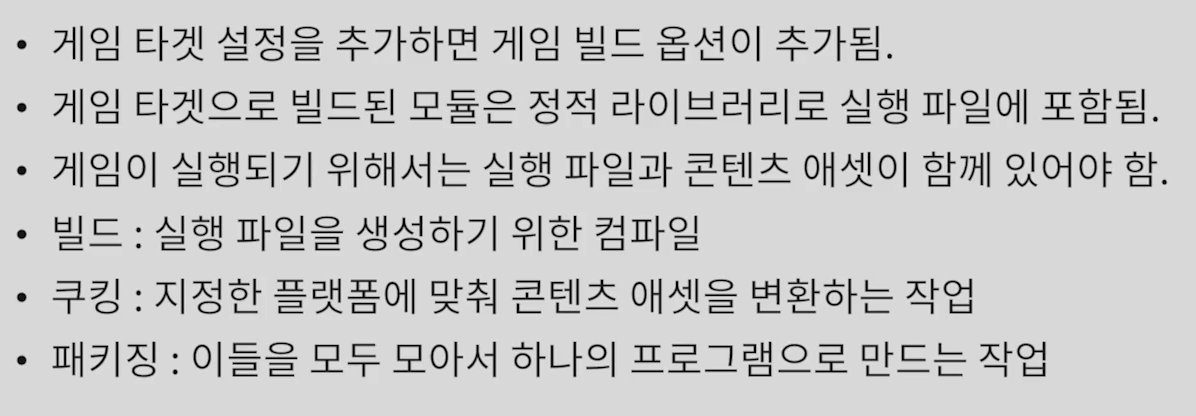 • 게임 타겟 설정을 추가하면 게임 빌드 옵션이 추가됨.
• 게임 타겟으로 빌드된 모듈은 정적 라이브러리로 실행 파일에 포함됨.
• 게임이 실행되기 위해서는 실행 파일과 콘텐츠 애셋이 함께 있어야 함.
• 빌드 : 실행 파일을 생성하기 위한 컴파일
• 쿠킹 : 지정한 플랫폼에 맞춰 콘텐츠 애셋을 변환하는 작업
• 패키징 : 이들을 모두 모아서 하나의 프로그램으로 만드는 작업